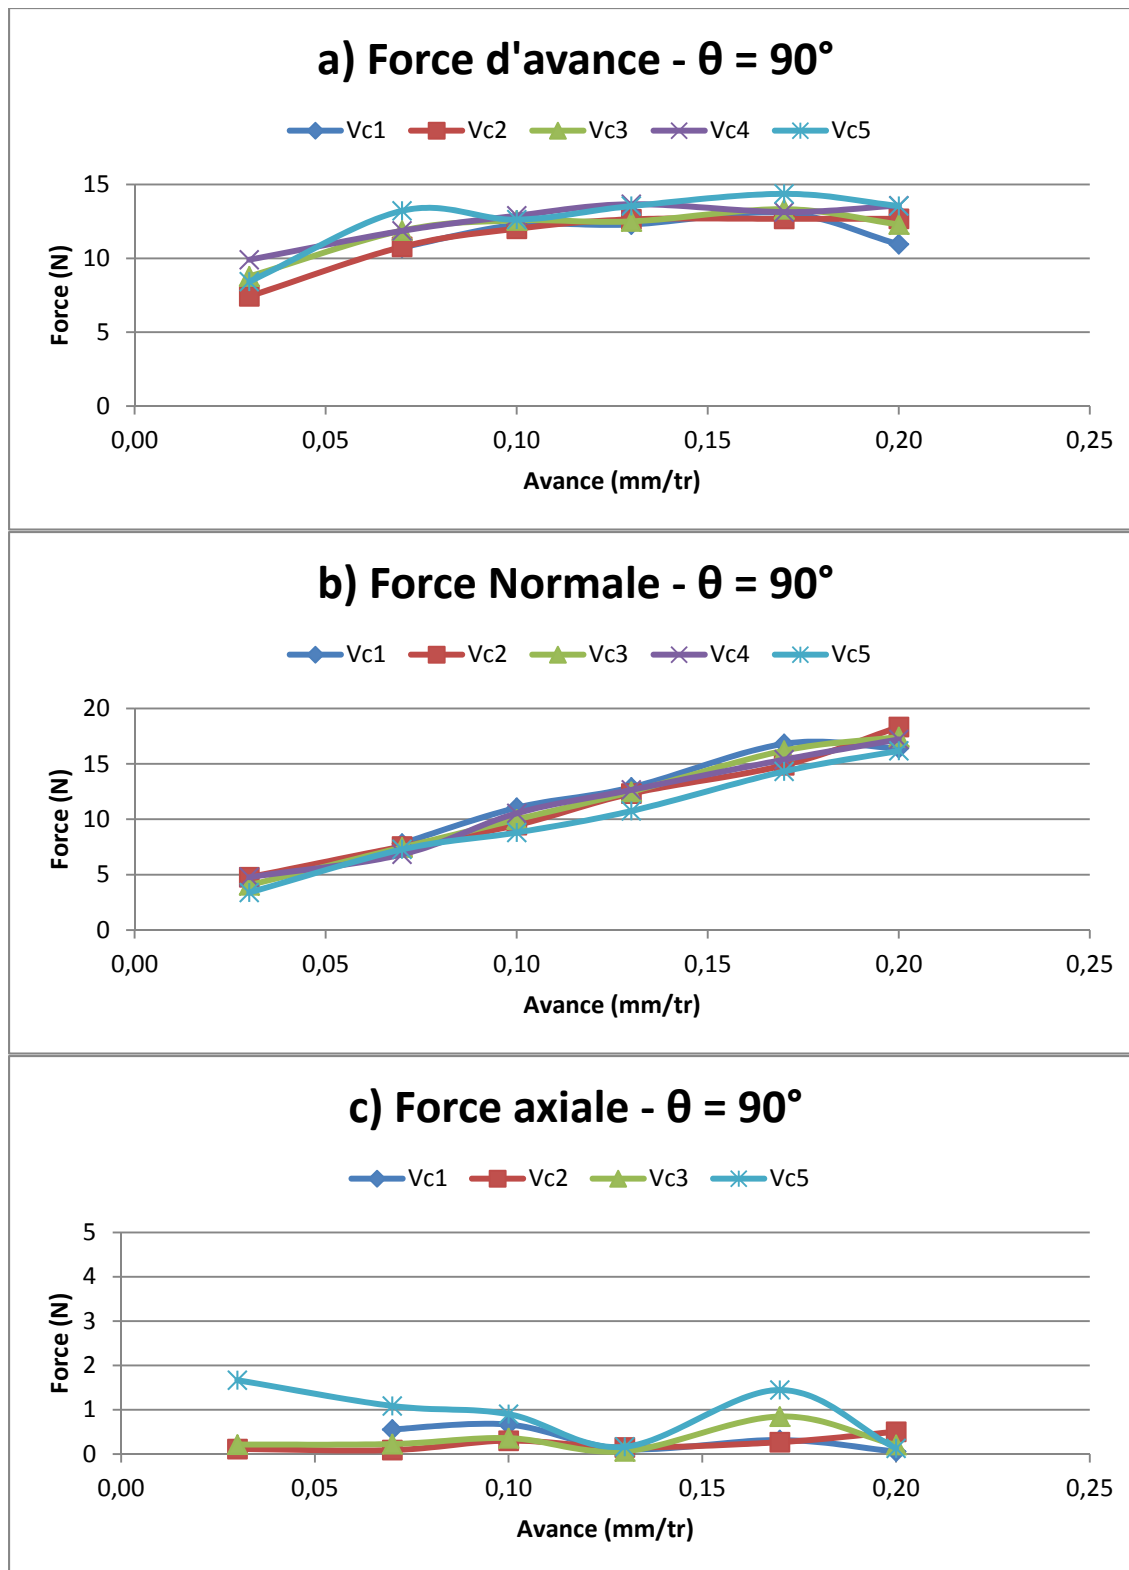 a) Force d'avance - θ = 90°
Vc1 Vc2 Vc3 Vc4 Vc5
15
10
5
0
Force (N)
0,00 0,05 0,10 0,15 0,20 0,25
Avance (mm/tr)
b) Force Normale - θ = 90°
Vc1 Vc2 Vc3 Vc4 Vc5
20
15
10
5
0
Force (N)
0,00 0,05 0,10 0,15 0,20 0,25
Avance (mm/tr)
c) Force axiale - θ = 90°
Vc1 Vc2 Vc3 Vc5
5
4
3
2
1
0
Force (N)
0,00 0,05 0,10 0,15 0,20 0,25
Avance (mm/tr)